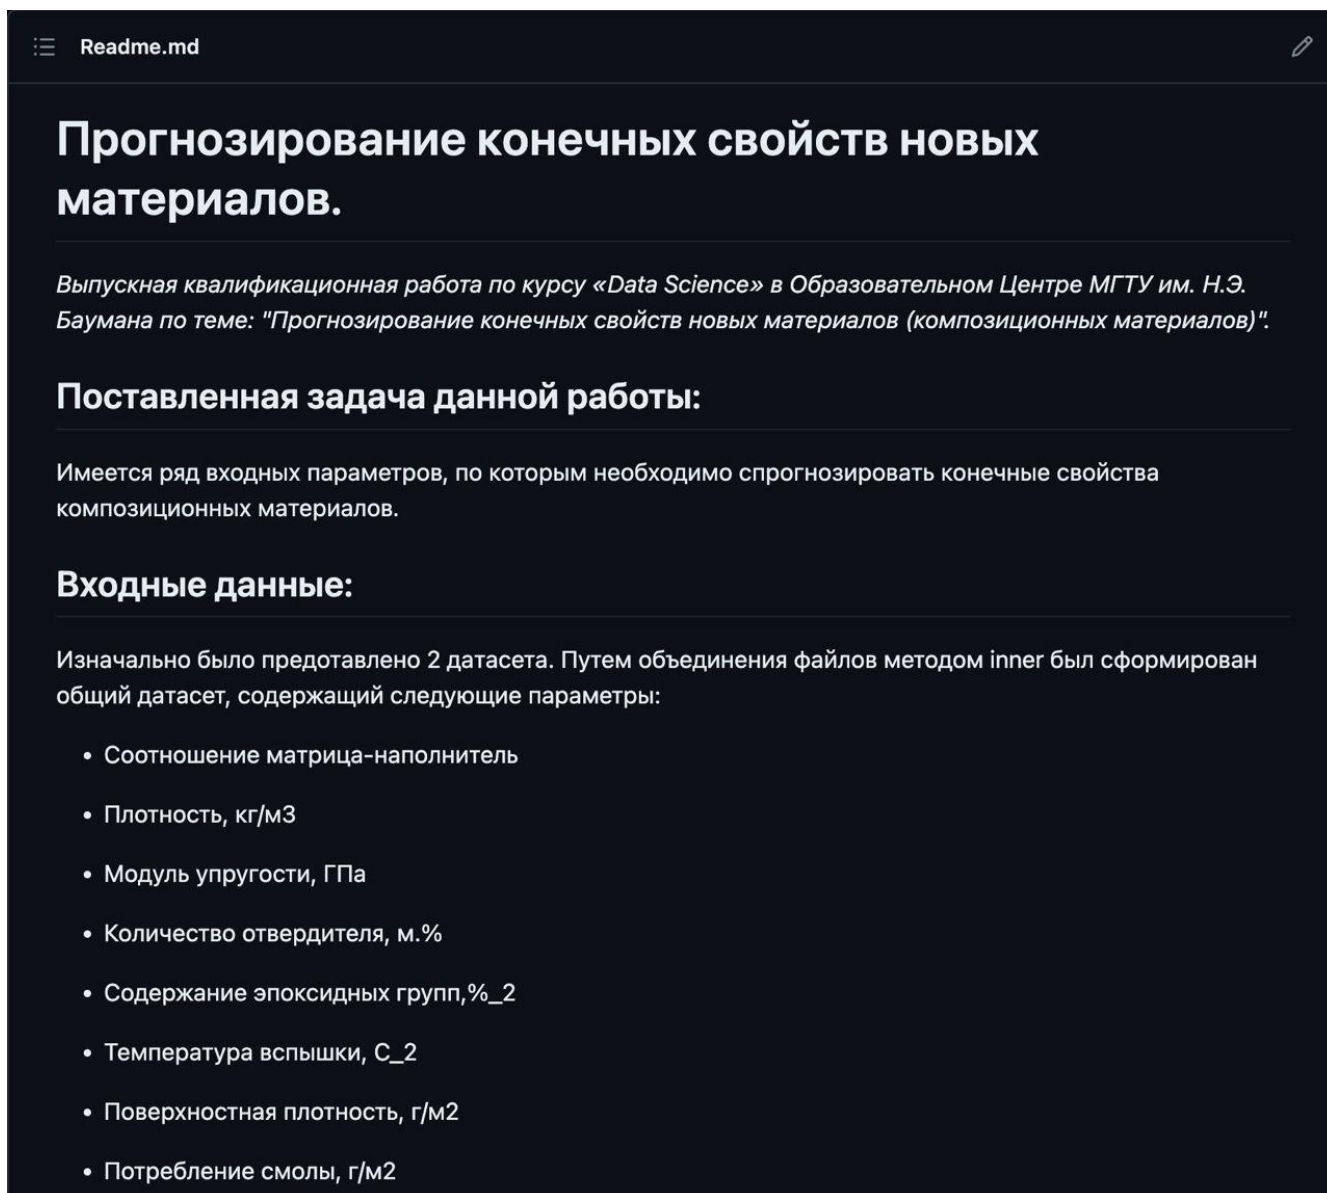 Readme.md
Прогнозирование конечных свойств новых
материалов.
Выпускная квалификационная работа по курсу «Data Science» в Образовательном Центре МГТУ им. Н.Э.
Баумана по теме: "Прогнозирование конечных свойств новых материалов (композиционных материалов)".
Поставленная задача данной работы:
Имеется ряд входных параметров, по которым необходимо спрогнозировать конечные свойства
композиционных материалов.
Входные данные:
Изначально было предотавлено 2 датасета. Путем объединения файлов методом inner был сформирован
общий датасет, содержащий следующие параметры:
• Соотношение матрица-наполнитель
• Плотность, кг/м3
• Модуль упругости, ГПа
• Количество отвердителя, м.%
• Содержание эпоксидных групп,%_2
• Температура вспышки, С_2
• Поверхностная плотность, г/м2
• Потребление смолы, г/м2